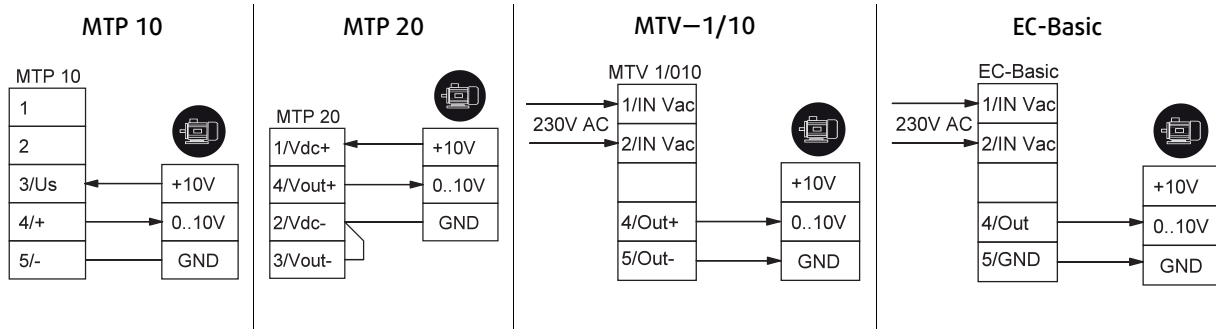 MTP 10
MTP 20
MTV–1/10
EC-Basic
MTP 10
1
2
3/Us
4/+
5/-
+10V
0..10V
GND
MTP 20
1/Vdc+
4/Vout+
2/Vdc-
3/Vout-
+10V
0..10V
GND
MTV 1/010
230V AC
1/IN Vac
2/IN Vac
4/Out+
5/Out-
+10V
0..10V
GND
EC-Basic
230V AC
1/IN Vac
2/IN Vac
4/Out
5/GND
+10V
0..10V
GND